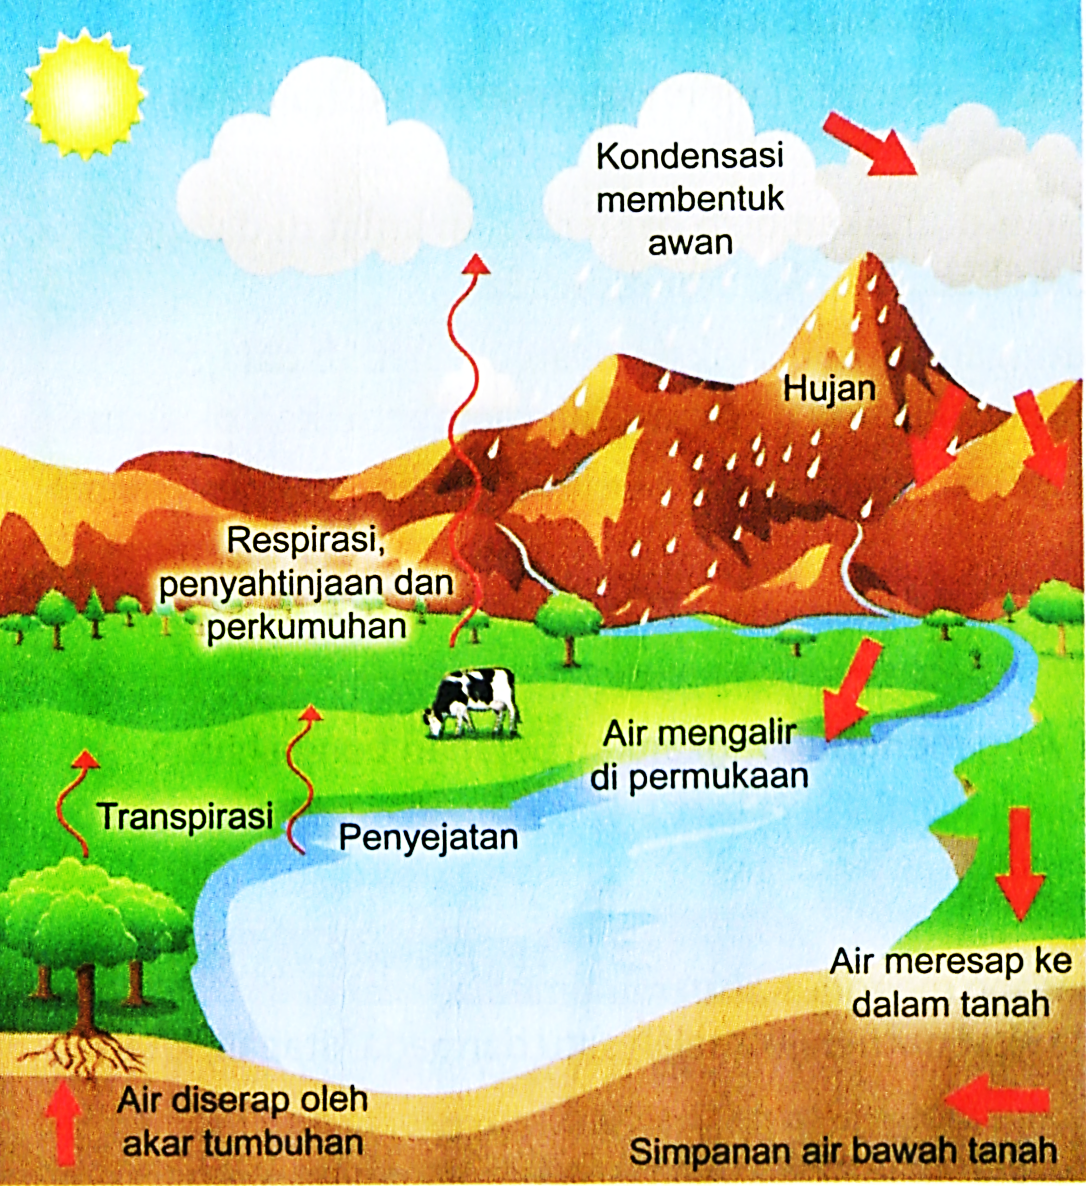 Kondensasi
membentuk
awan
Hujan
Respirasi,
penyahtinjaan dan
perkumuhan
Air mengalir
di permukaan
Transpirasi
Penyejatan
Air meresap ke
dalam tanah
Air diserap oleh
akar tumbuhan
Simpanan air bawah tanah